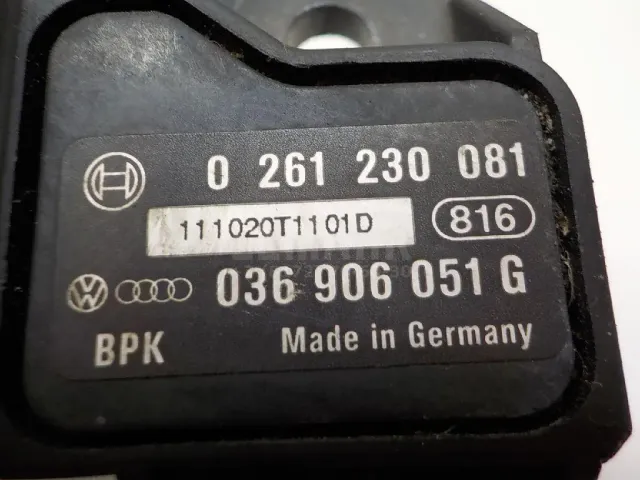 0 261 230 081
111020T1101D 816
036 906 051 G
BPK Made in Germany